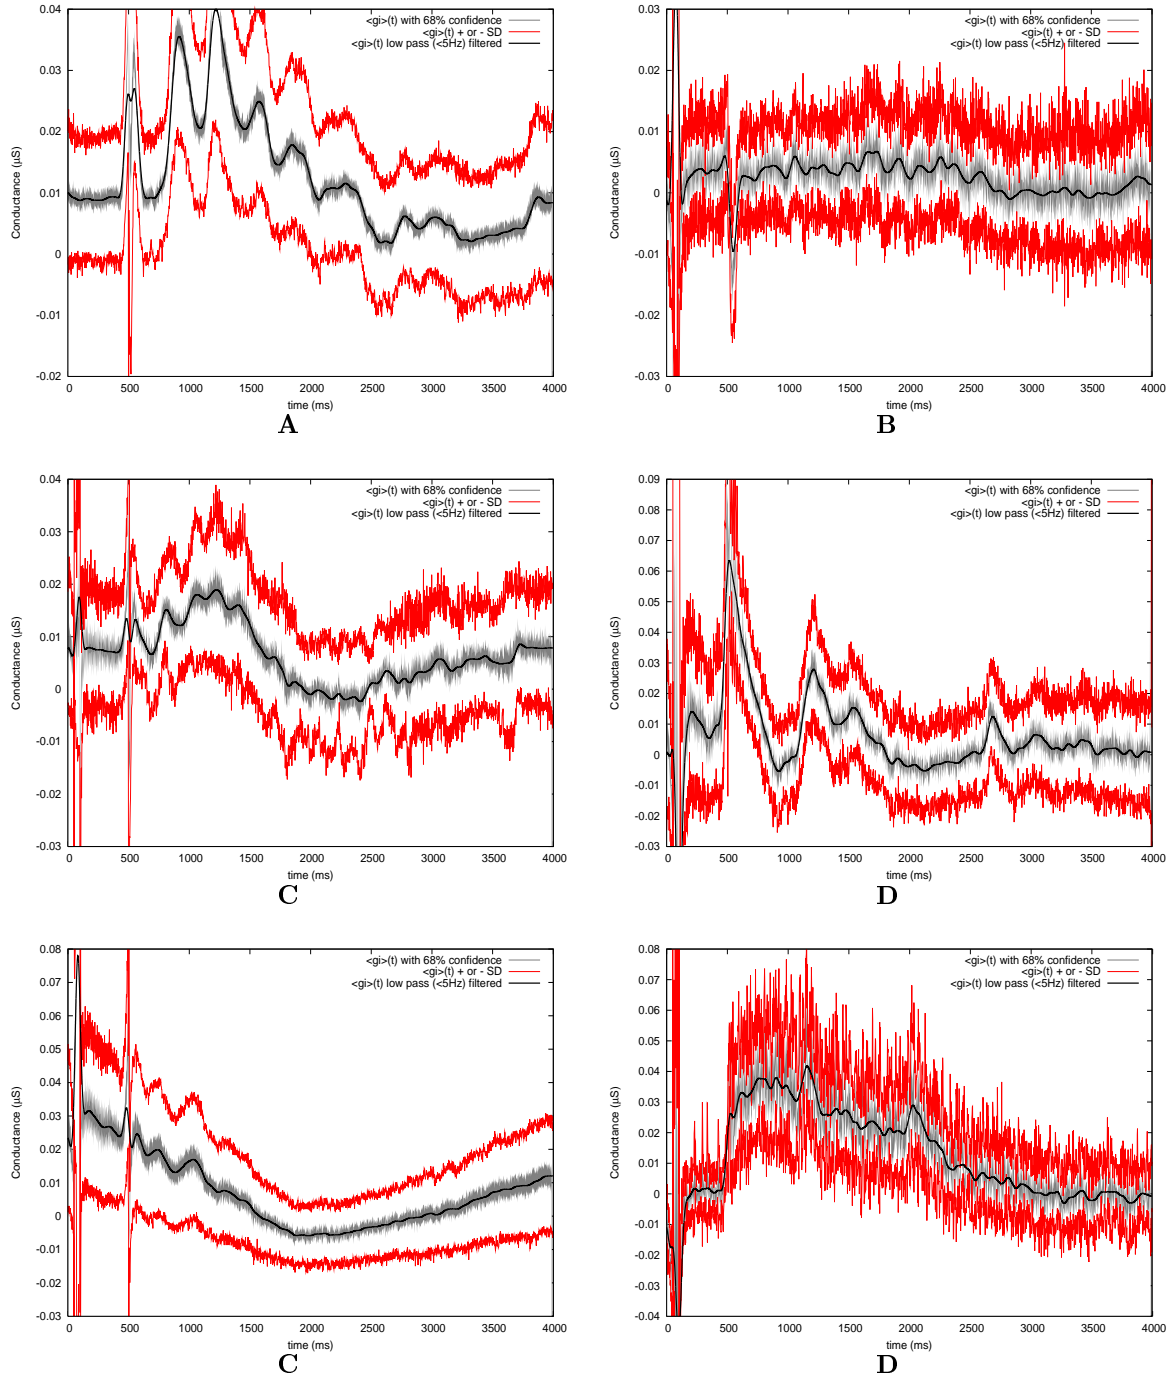 0.04
0.03
0.02
0.01
0
-0.01
-0.02
Conductance (µS)
<gi>(t) with 68% confidence
<gi>(t) + or - SD
<gi>(t) low pass (<5Hz) filtered
0 500 1000 1500 2000 2500 3000 3500 4000
time (ms)
A
0.03
0.02
0.01
0
-0.01
-0.02
-0.03
Conductance (µS)
<gi>(t) with 68% confidence
<gi>(t) + or - SD
<gi>(t) low pass (<5Hz) filtered
0 500 1000 1500 2000 2500 3000 3500 4000
time (ms)
B
0.04
0.03
0.02
0.01
0
-0.01
-0.02
-0.03
Conductance (µS)
<gi>(t) with 68% confidence
<gi>(t) + or - SD
<gi>(t) low pass (<5Hz) filtered
0 500 1000 1500 2000 2500 3000 3500 4000
time (ms)
C
0.09
0.08
0.07
0.06
0.05
0.04
0.03
0.02
0.01
0
-0.01
-0.02
-0.03
Conductance (µS)
<gi>(t) with 68% confidence
<gi>(t) + or - SD
<gi>(t) low pass (<5Hz) filtered
0 500 1000 1500 2000 2500 3000 3500 4000
time (ms)
D
0.08
0.07
0.06
0.05
0.04
0.03
0.02
0.01
0
-0.01
-0.02
-0.03
Conductance (µS)
<gi>(t) with 68% confidence
<gi>(t) + or - SD
<gi>(t) low pass (<5Hz) filtered
0 500 1000 1500 2000 2500 3000 3500 4000
time (ms)
C
0.08
0.07
0.06
0.05
0.04
0.03
0.02
0.01
0
-0.01
-0.02
-0.03
-0.04
Conductance (µS)
<gi>(t) with 68% confidence
<gi>(t) + or - SD
<gi>(t) low pass (<5Hz) filtered
0 500 1000 1500 2000 2500 3000 3500 4000
time (ms)
D